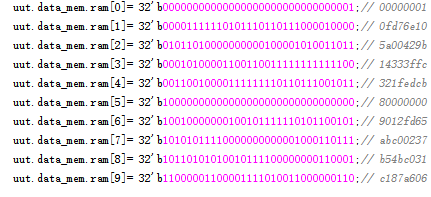 uut.data_mem.ram[0]= 32'b00000000000000000000000000000001;// 00000001
uut.data_mem.ram[1]= 32'b00001111110101110110111000010000;// 0fd76e10
uut.data_mem.ram[2]= 32'b01011010000000000100001010011011;// 5a00429b
uut.data_mem.ram[3]= 32'b00010100001100110011111111111100;// 14333ffc
uut.data_mem.ram[4]= 32'b00110010000111111110110111001011;// 321fedcb
uut.data_mem.ram[5]= 32'b10000000000000000000000000000000;// 80000000
uut.data_mem.ram[6]= 32'b10010000000100101111110101100101;// 9012fd65
uut.data_mem.ram[7]= 32'b10101011110000000000001000110111;// abc00237
uut.data_mem.ram[8]= 32'b10110101010010111100000000110001;// b54bc031
uut.data_mem.ram[9]= 32'b11000001100001111010011000000110;// c187a606